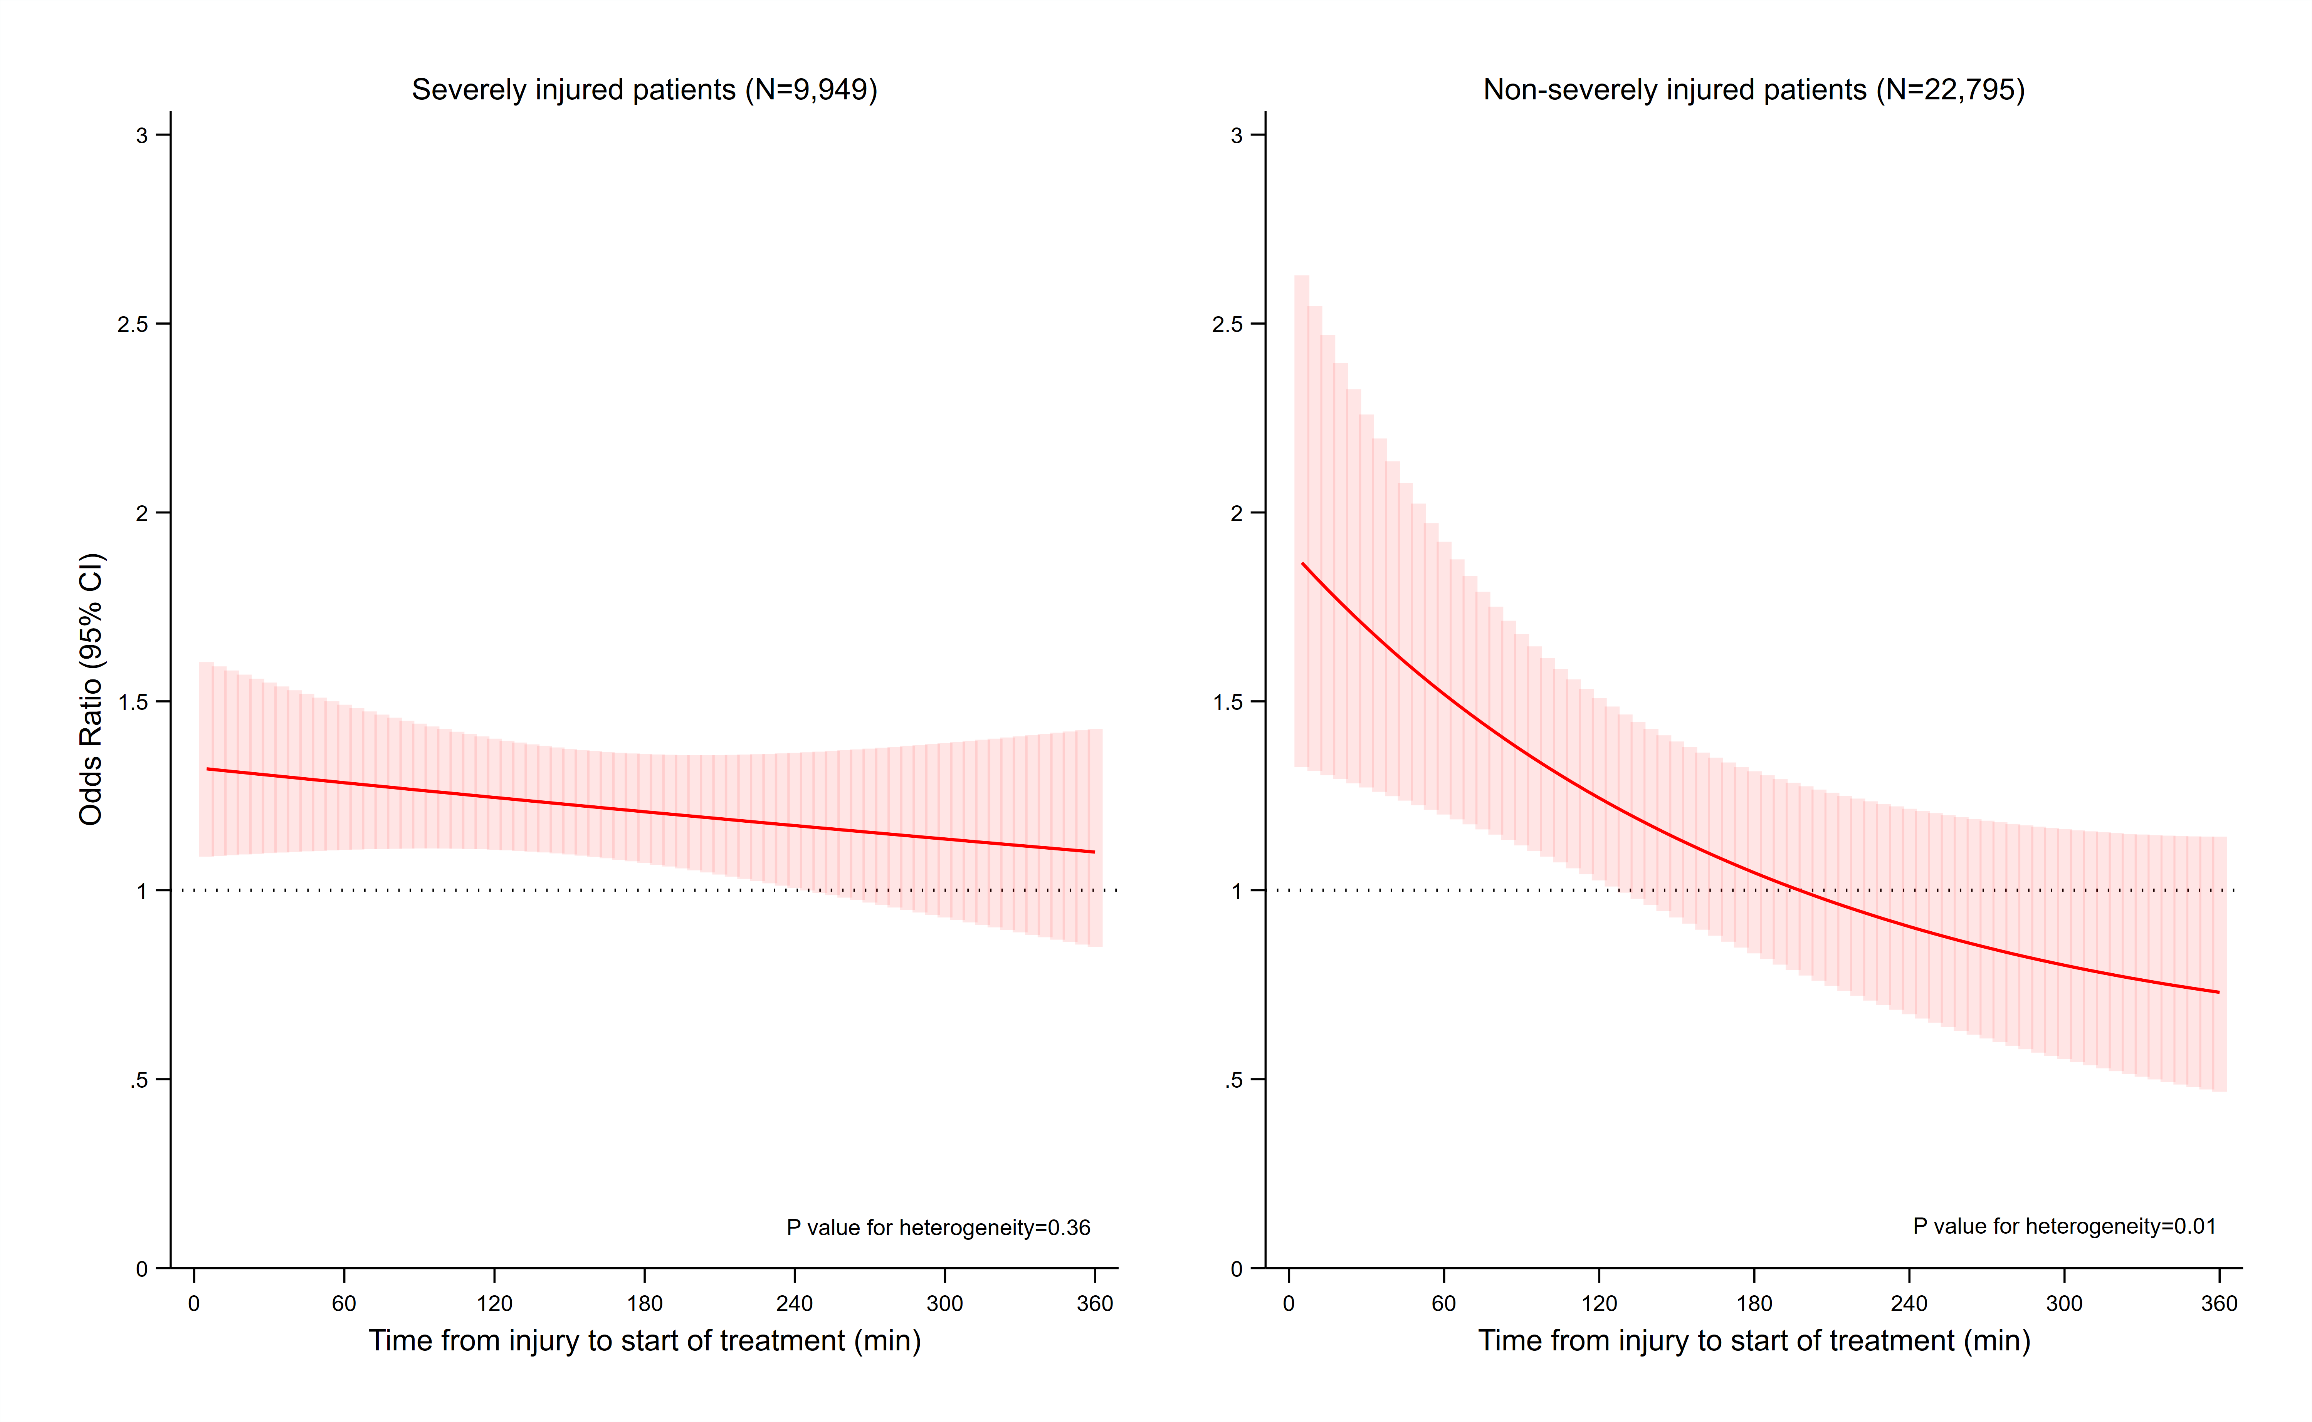 Severely injured patients (N=9,949)
3
2.5
2
1.5
1
.5
0
Odds Ratio (95% CI)
P value for heterogeneity=0.36
0 60 120 180 240 300 360
Time from injury to start of treatment (min)
Non-severely injured patients (N=22,795)
3
2.5
2
1.5
1
.5
0
P value for heterogeneity=0.01
0 60 120 180 240 300 360
Time from injury to start of treatment (min)